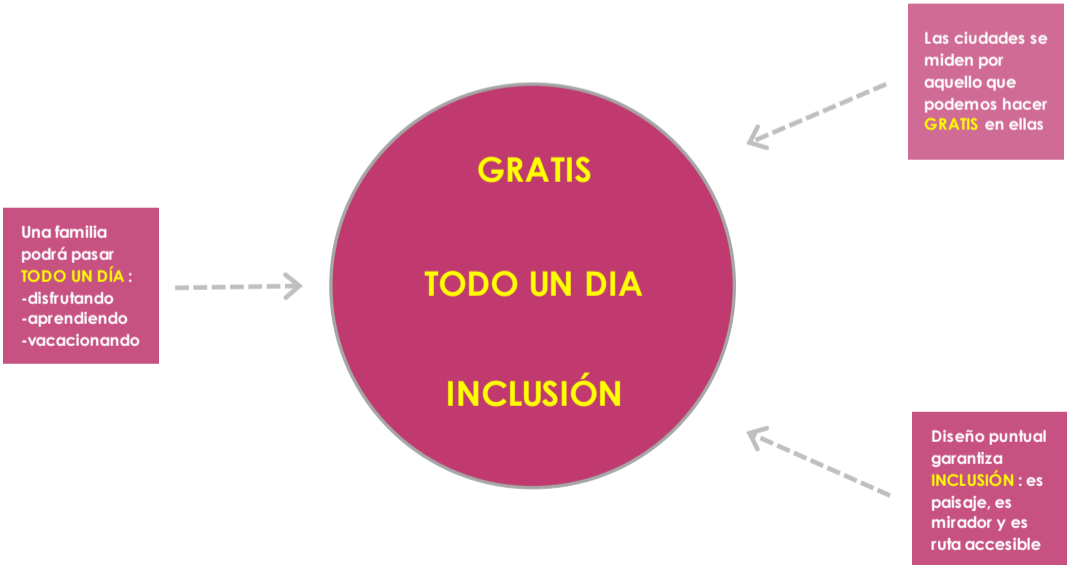 Las ciudades se
miden por
aquello que
podemos hacer
GRATIS en ellas
GRATIS
Una familia
podrá pasar
TODO UN DÍA :
-disfrutando
-aprendiendo
-vacacionando
TODO UN DIA
INCLUSIÓN
Diseño puntual
garantiza
INCLUSIÓN : es
paisaje, es
mirador y es
ruta accesible